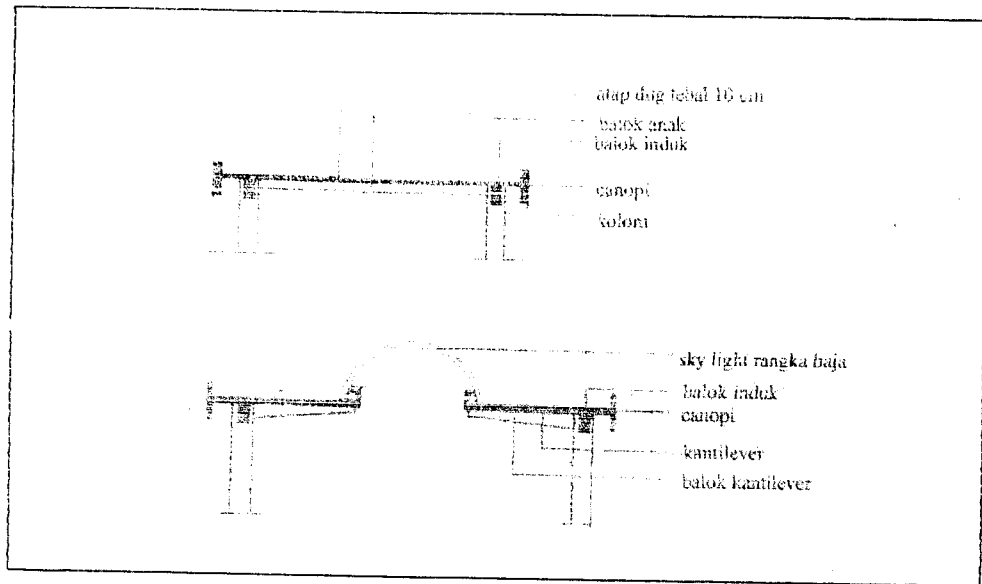 atap dag tebal 10 cm
balok anak
balok induk
canopi
kolom
sky light rangka baja
balok induk
canopi
kantilever
balok kantilever